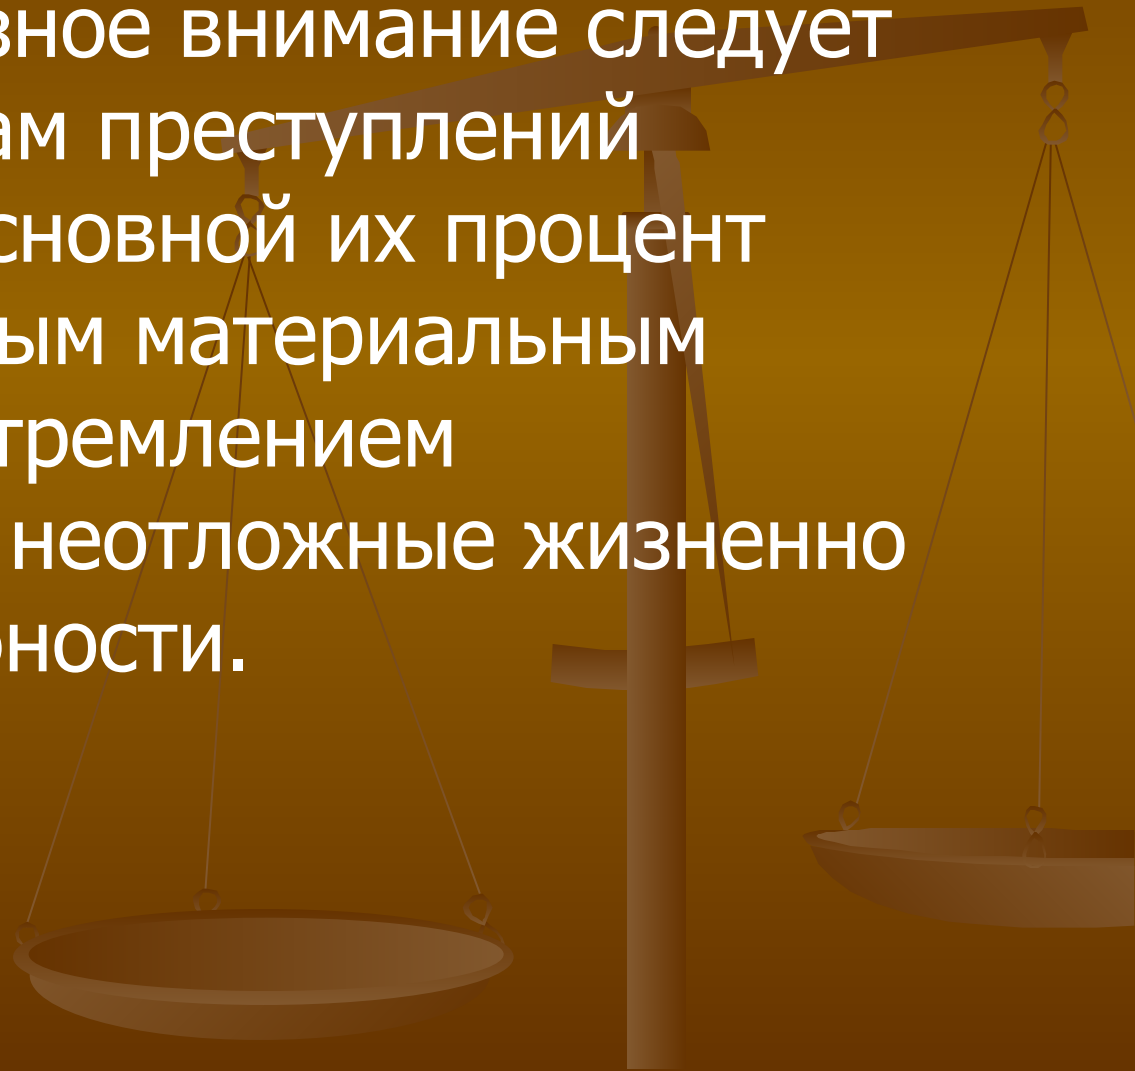 зное внимание следует
ам преступлений
сновной их процент
ым материальным
тремлением
неотложные жизненно
ности.